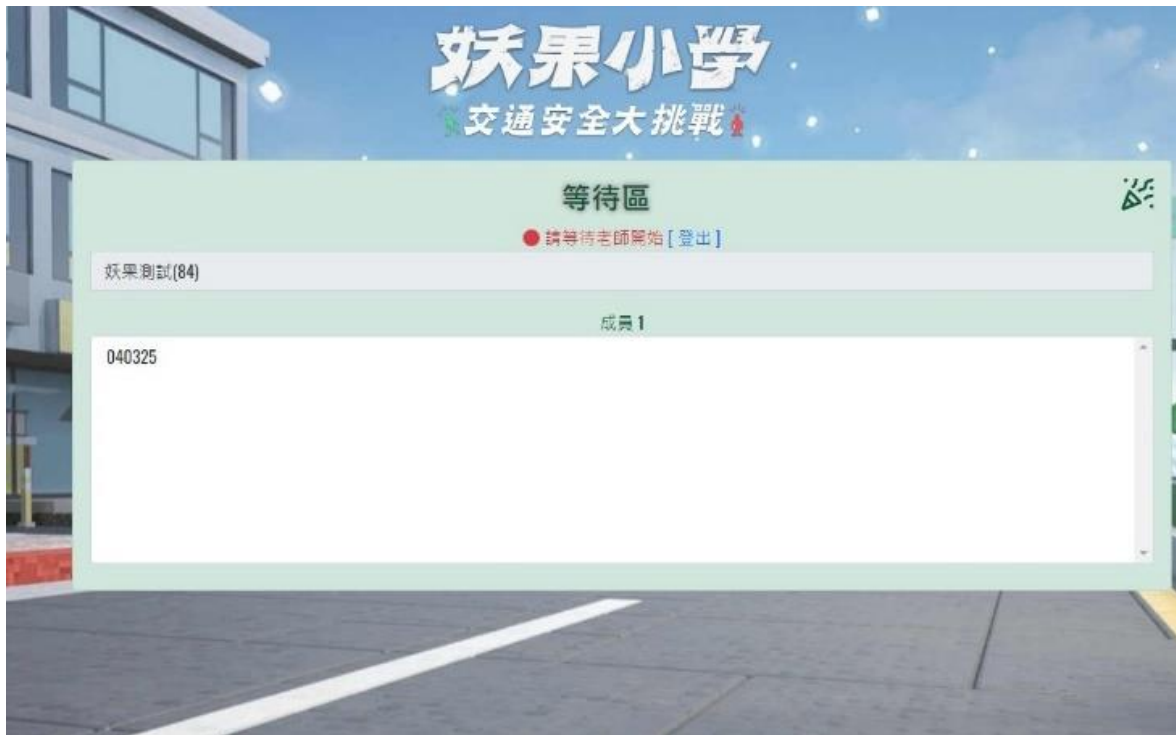 妖果小學
交通安全大挑戰
等待區
請等待老師開始 [ 登出 ]
妖果測試(84)
成員 1
040325